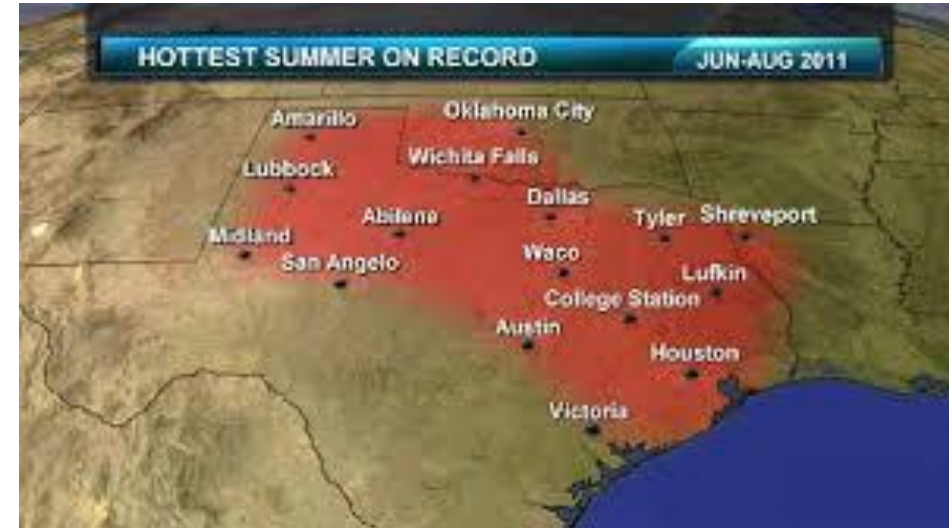 HOTTEST SUMMER ON RECORD
JUN-AUG 2011
Amarillo
Oklahoma City
Lubbock
Wichita Falls
Dallas
Abilene
Tyler
Shreveport
Midland
San Angelo
Waco
Lufkin
College Station
Austin
Houston
Victoria